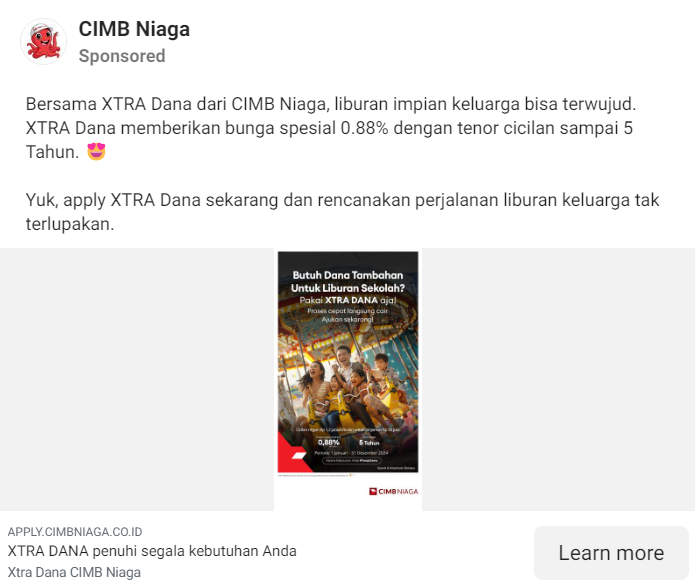 CIMB Niaga
Sponsored
Bersama XTRA Dana dari CIMB Niaga, liburan impian keluarga bisa terwujud.
XTRA Dana memberikan bunga spesial 0.88% dengan tenor cicilan sampai 5
Tahun. 😍
Yuk, apply XTRA Dana sekarang dan rencanakan perjalanan liburan keluarga tak
terlupakan.
Butuh Dana Tambahan
Untuk Liburan Sekolah?
Pakai XTRA DANA aja!
Proses cepat langsung cair
Ajukan sekarang!
0,88%
5 Tahun
Periode 1 Januari - 31 Desember 2024
CIMB NIAGA
APPLY.CIMBNIAGA.CO.ID
XTRA DANA penuhi segala kebutuhan Anda
Xtra Dana CIMB Niaga
Learn more